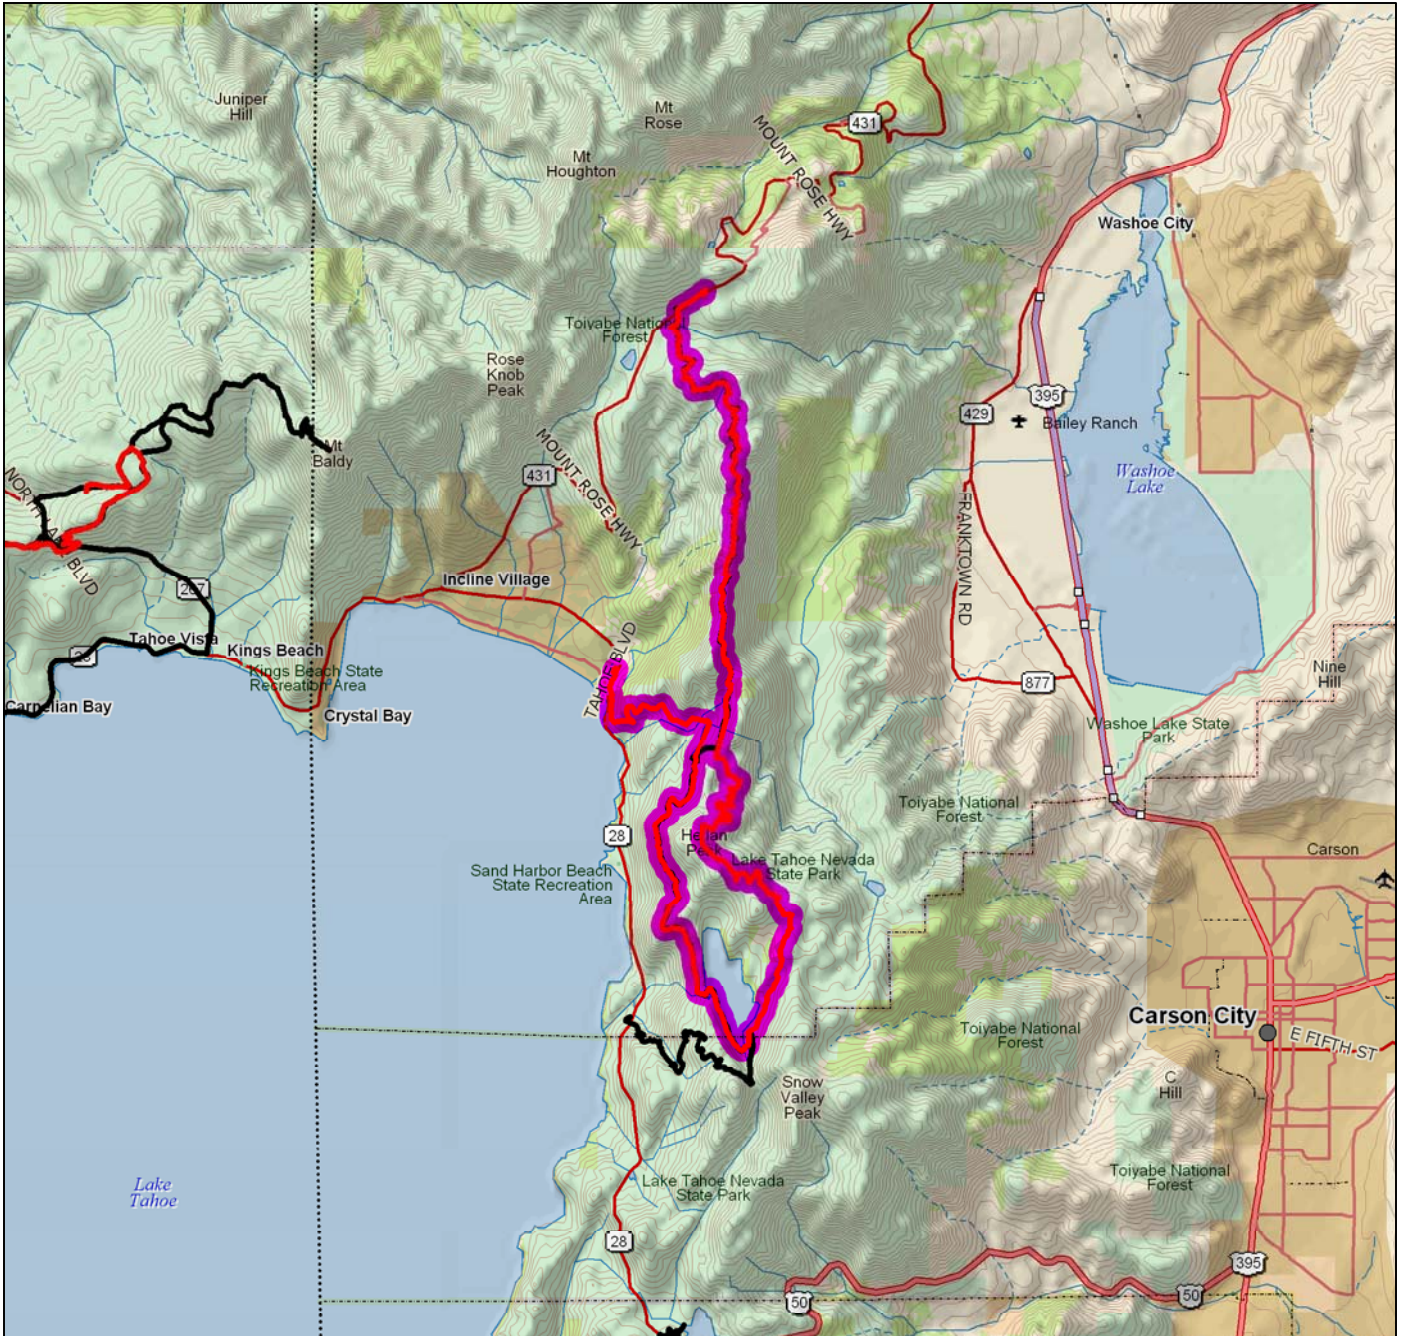 Juniper
Hill
Mt
Rose
431
MOUNT ROSE HWY
Mt
Houghton
Washoe City
Toiyabe National
Forest
Rose
Knob
Peak
395
429
Bailey Ranch
Mt
Baldy
MOUNT ROSE HWY
431
Washoe
Lake
NORTH LAKE BLVD
FRANKTOWN RD
Incline Village
267
TAHOE BLVD
Tahoe Vista
28
Kings Beach
Kings Beach State
Recreation Area
Nine
Hill
877
Carnelian Bay
Crystal Bay
Washoe Lake State
Park
Toiyabe National
Forest
28
Herlan
Peak
Carson
Lake Tahoe Nevada
State Park
Sand Harbor Beach
State Recreation
Area
Carson City
E FIFTH ST
Toiyabe National
Forest
Snow
Valley
Peak
C
Hill
Lake
Tahoe
Lake Tahoe Nevada
State Park
Toiyabe National
Forest
28
395
50
50